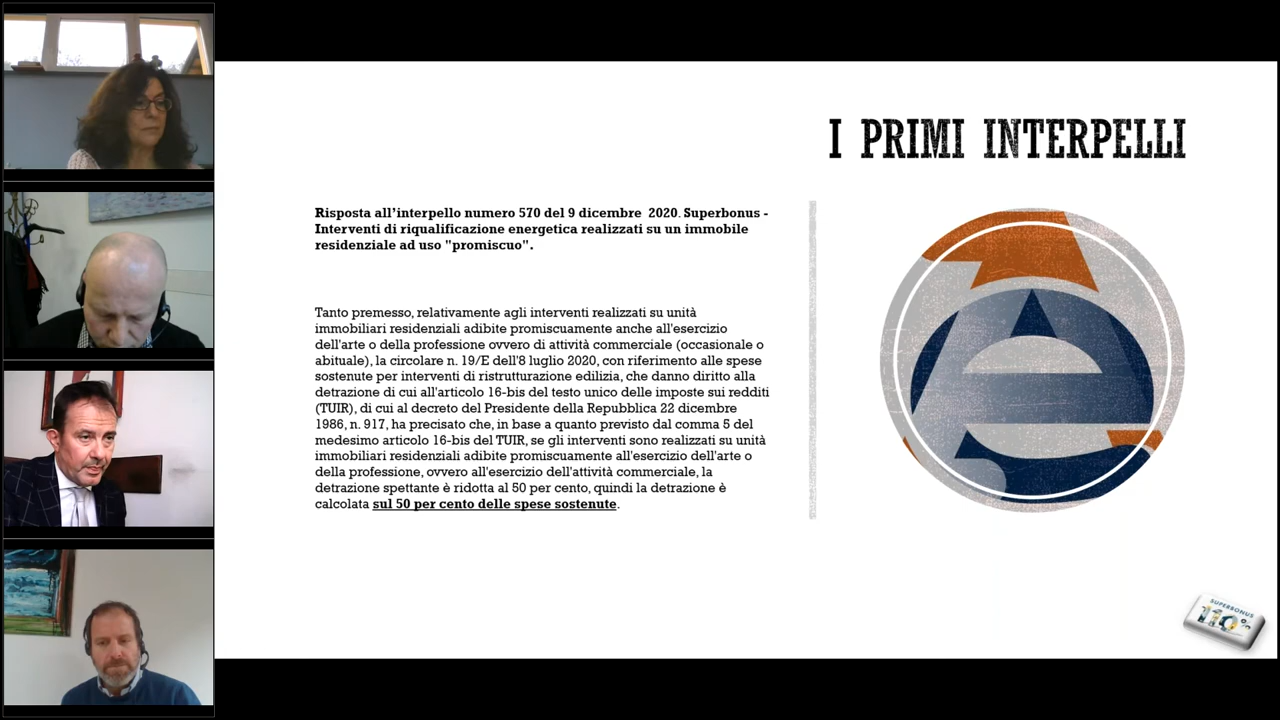 I PRIMI INTERPELLI
Risposta all'interpello numero 570 del 9 dicembre 2020. Superbonus -
Interventi di riqualificazione energetica realizzati su un immobile
residenziale ad uso "promiscuo".
Tanto premesso, relativamente agli interventi realizzati su unità
immobiliari residenziali adibite promiscuamente anche all'esercizio
dell'arte o della professione ovvero di attività commerciale (occasionale o
abituale), la circolare n. 19/E dell'8 luglio 2020, con riferimento alle spese
sostenute per interventi di ristrutturazione edilizia, che danno diritto alla
detrazione di cui all'articolo 16-bis del testo unico delle imposte sui redditi
(TUIR), di cui al decreto del Presidente della Repubblica 22 dicembre
1986, n. 917, ha precisato che, in base a quanto previsto dal comma 5 del
medesimo articolo 16-bis del TUIR, se gli interventi sono realizzati su unità
immobiliari residenziali adibite promiscuamente all'esercizio dell'arte o
della professione, ovvero all'esercizio dell'attività commerciale, la
detrazione spettante è ridotta al 50 per cento, quindi la detrazione è
calcolata sul 50 per cento delle spese sostenute.
SUPERBONUS
110%